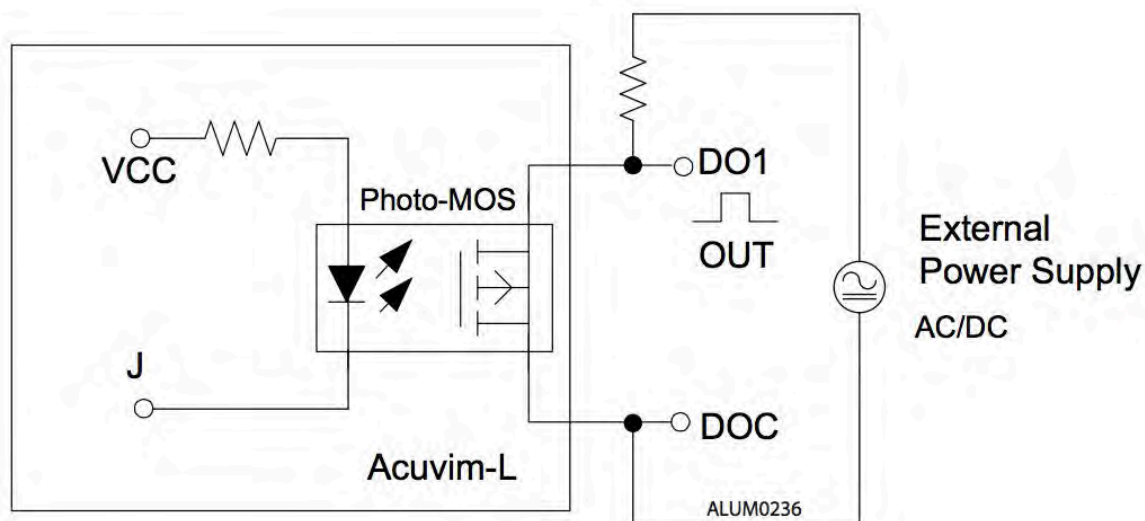 VCC
Photo-MOS
J
Acuvim-L
DO1
OUT
DOC
External
Power Supply
AC/DC
ALUM0236